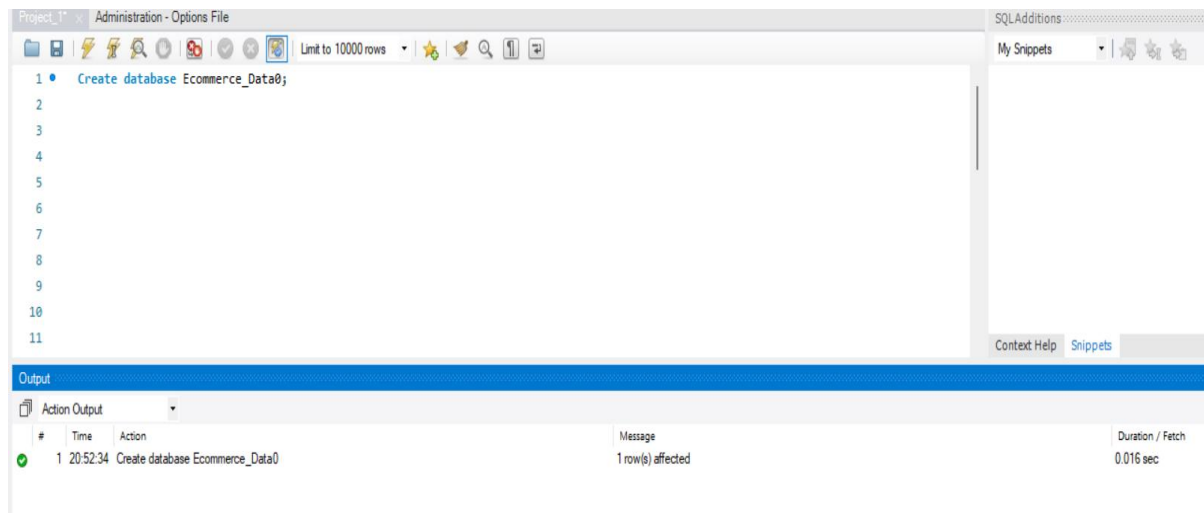 Project_1* x Administration - Options File
SQLAdditions
Limit to 10000 rows
My Snippets
1 Create database Ecommerce_Data0;
2
3
4
5
6
7
8
9
10
11
Context Help Snippets
Output
Action Output
# Time Action Message Duration / Fetch
1 20:52:34 Create database Ecommerce_Data0 1 row(s) affected 0.016 sec